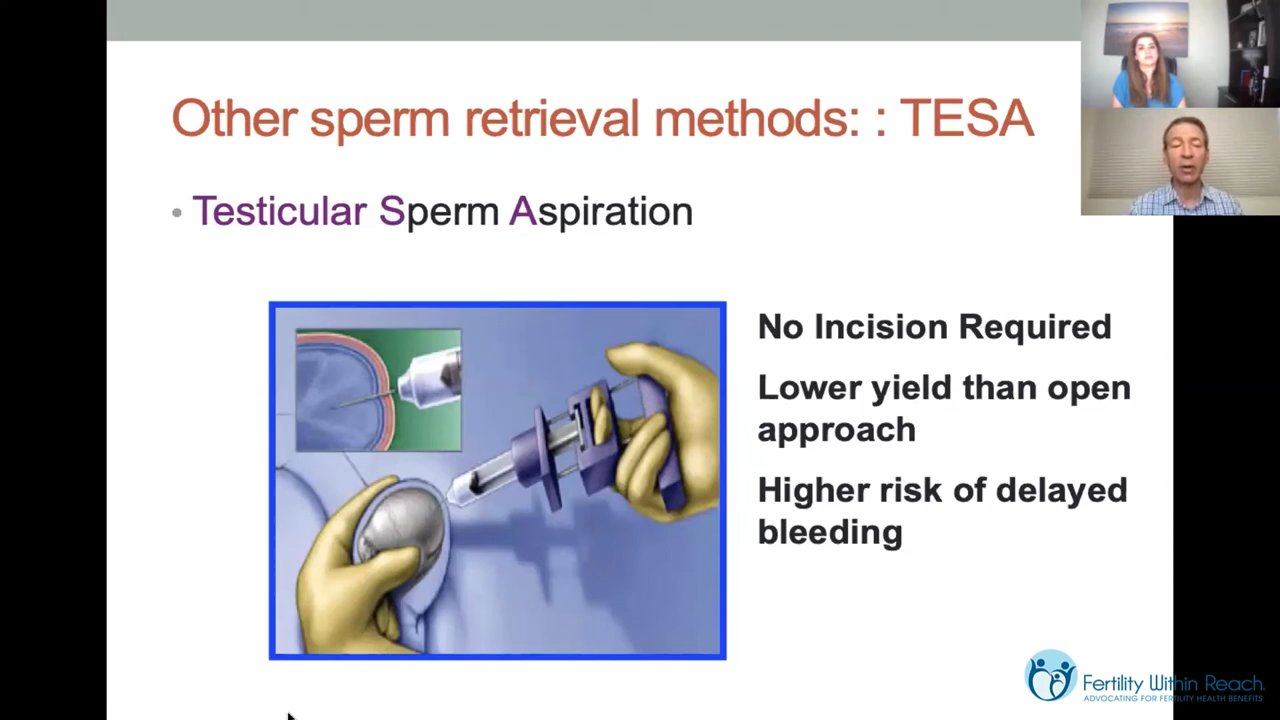 Other sperm retrieval methods: : TESA
• Testicular Sperm Aspiration
No Incision Required
Lower yield than open
approach
Higher risk of delayed
bleeding
Fertility Within Reach.
ADVOCATING FOR FERTILITY HEALTH BENEFITS